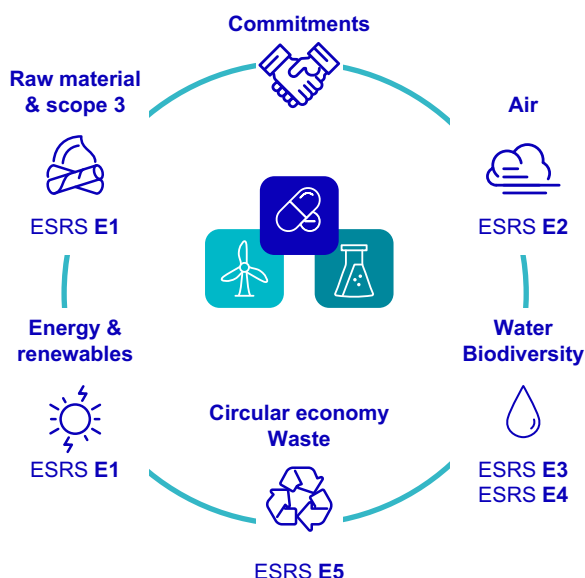 Commitments
Raw material
& scope 3
ESRS E1
Air
ESRS E2
Energy &
renewables
ESRS E1
Water
Biodiversity
ESRS E3
ESRS E4
Circular economy
Waste
ESRS E5